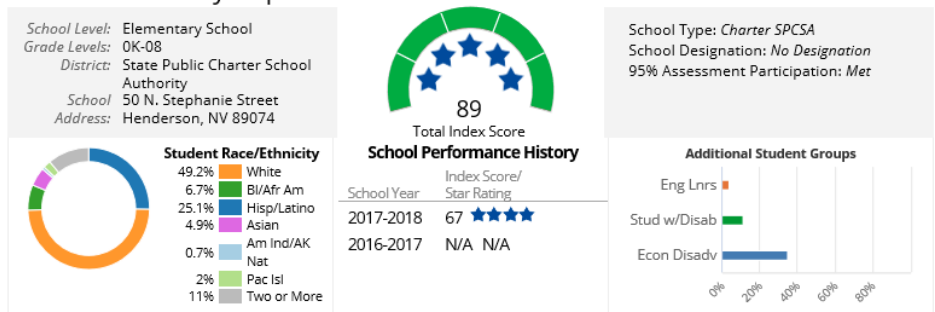 School Level: Elementary School
Grade Levels: 0K-08
District: State Public Charter School
Authority
School 50 N. Stephanie Street
Address: Henderson, NV 89074
89
Total Index Score
School Type: Charter SPCSA
School Designation: No Designation
95% Assessment Participation: Met
Student Race/Ethnicity
49.2% White
6.7% Bl/Afr Am
25.1% Hisp/Latino
4.9% Asian
0.7% Am Ind/AK
Nat
2% Pac Isl
11% Two or More
School Performance History
Index Score/
School Year Star Rating
2017-2018 67
2016-2017 N/A N/A
Additional Student Groups
Eng Lnrs
Stud w/Disab
Econ Disadv
0% 20% 40% 60% 80%